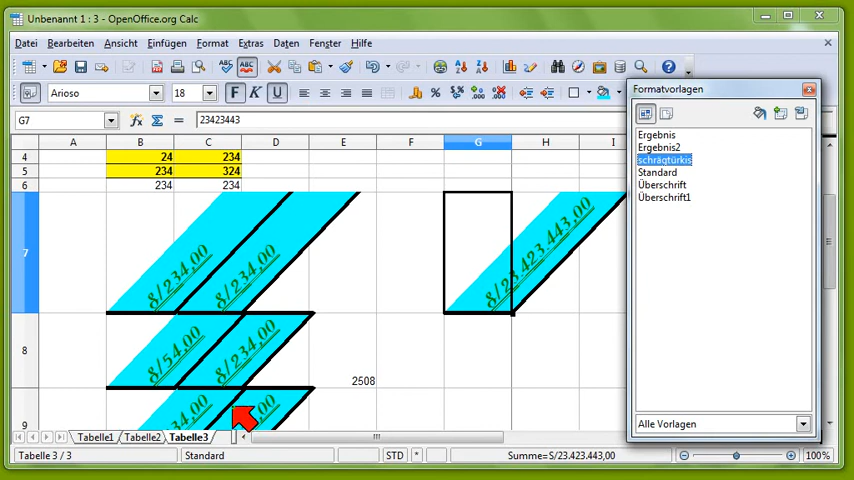 Unbenannt 1 : 3 - OpenOffice.org Calc
Datei Bearbeiten Ansicht Einfügen Format Extras Daten Fenster Hilfe
Arioso 18 F K U
G7 23423443
A B C D E F G H I
4 24 234
5 234 324
6 234 234
7 8/234,00 8/234,00 8/23.423.443,00
8 8/54,00 8/234,00 2508
9
Tabelle1 Tabelle2 Tabelle3
Tabelle 3 / 3 Standard STD * Summe=S/23.423.443,00 100%
Formatvorlagen
Ergebnis
Ergebnis2
schrägtürkis
Standard
Überschrift
Überschrift1
Alle Vorlagen